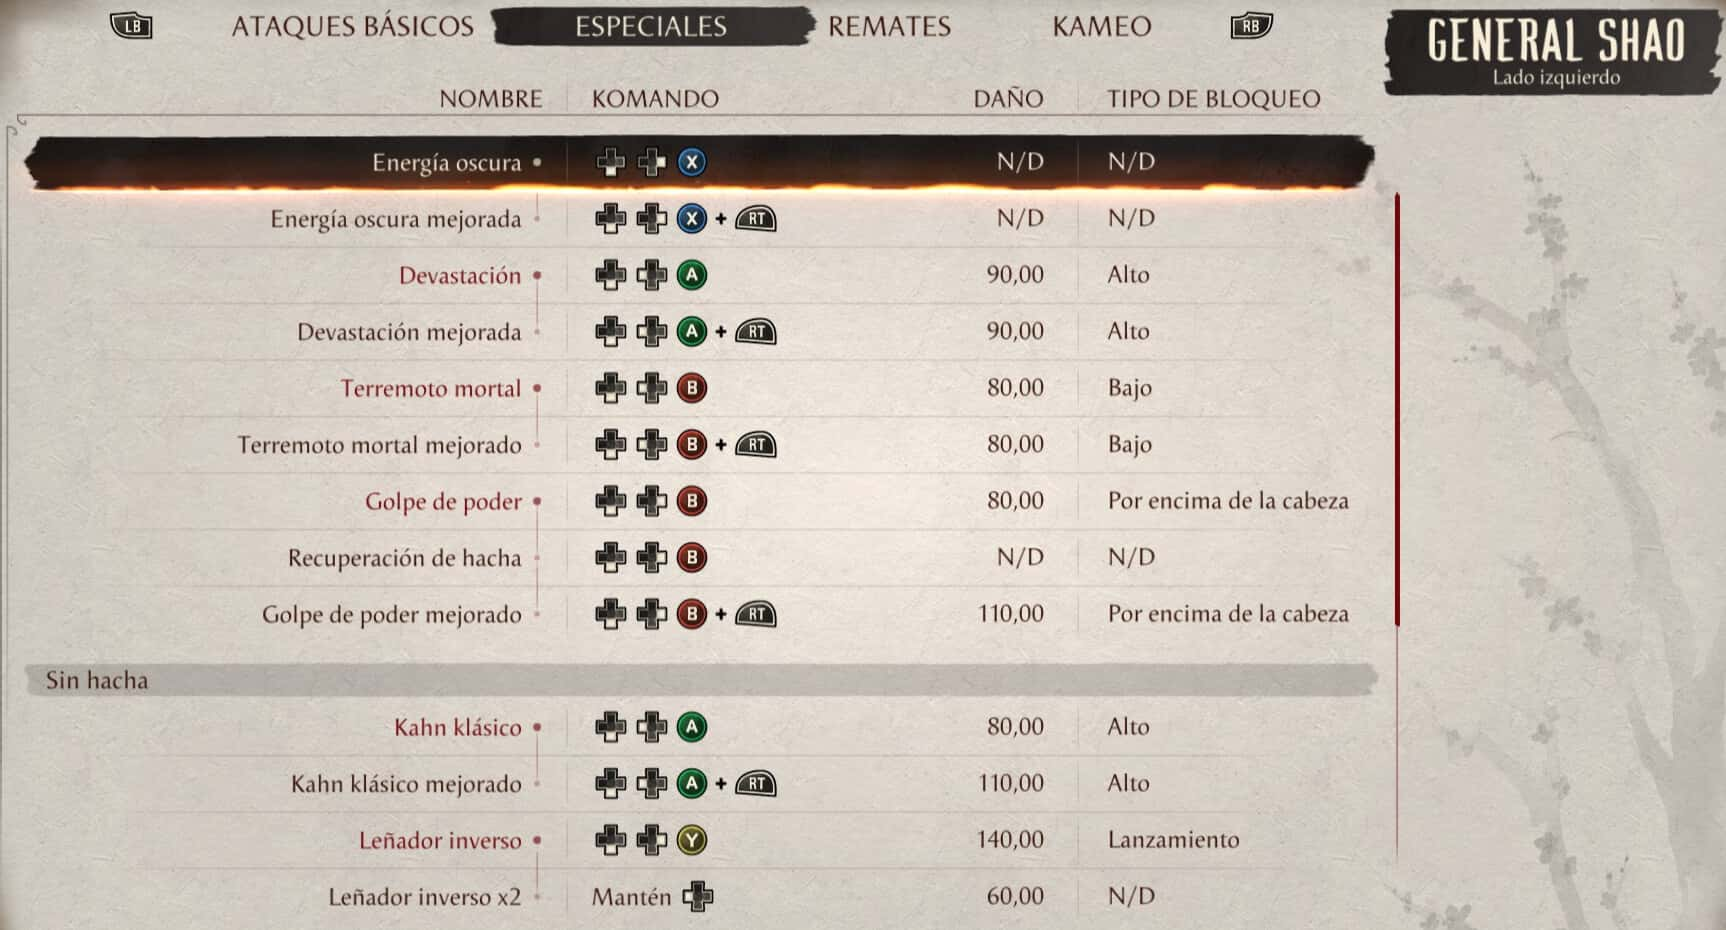 LB ATAQUES BÁSICOS ESPECIALES REMATES KAMEO RB
GENERAL SHAO
Lado izquierdo
NOMBRE KOMANDO DAÑO TIPO DE BLOQUEO
Energía oscura X N/D N/D
Energía oscura mejorada X + RT N/D N/D
Devastación A 90,00 Alto
Devastación mejorada A + RT 90,00 Alto
Terremoto mortal B 80,00 Bajo
Terremoto mortal mejorado B + RT 80,00 Bajo
Golpe de poder B 80,00 Por encima de la cabeza
Recuperación de hacha B N/D N/D
Golpe de poder mejorado B + RT 110,00 Por encima de la cabeza
Sin hacha
Kahn klásico A 80,00 Alto
Kahn klásico mejorado A + RT 110,00 Alto
Leñador inverso Y 140,00 Lanzamiento
Leñador inverso x2 Mantén 60,00 N/D